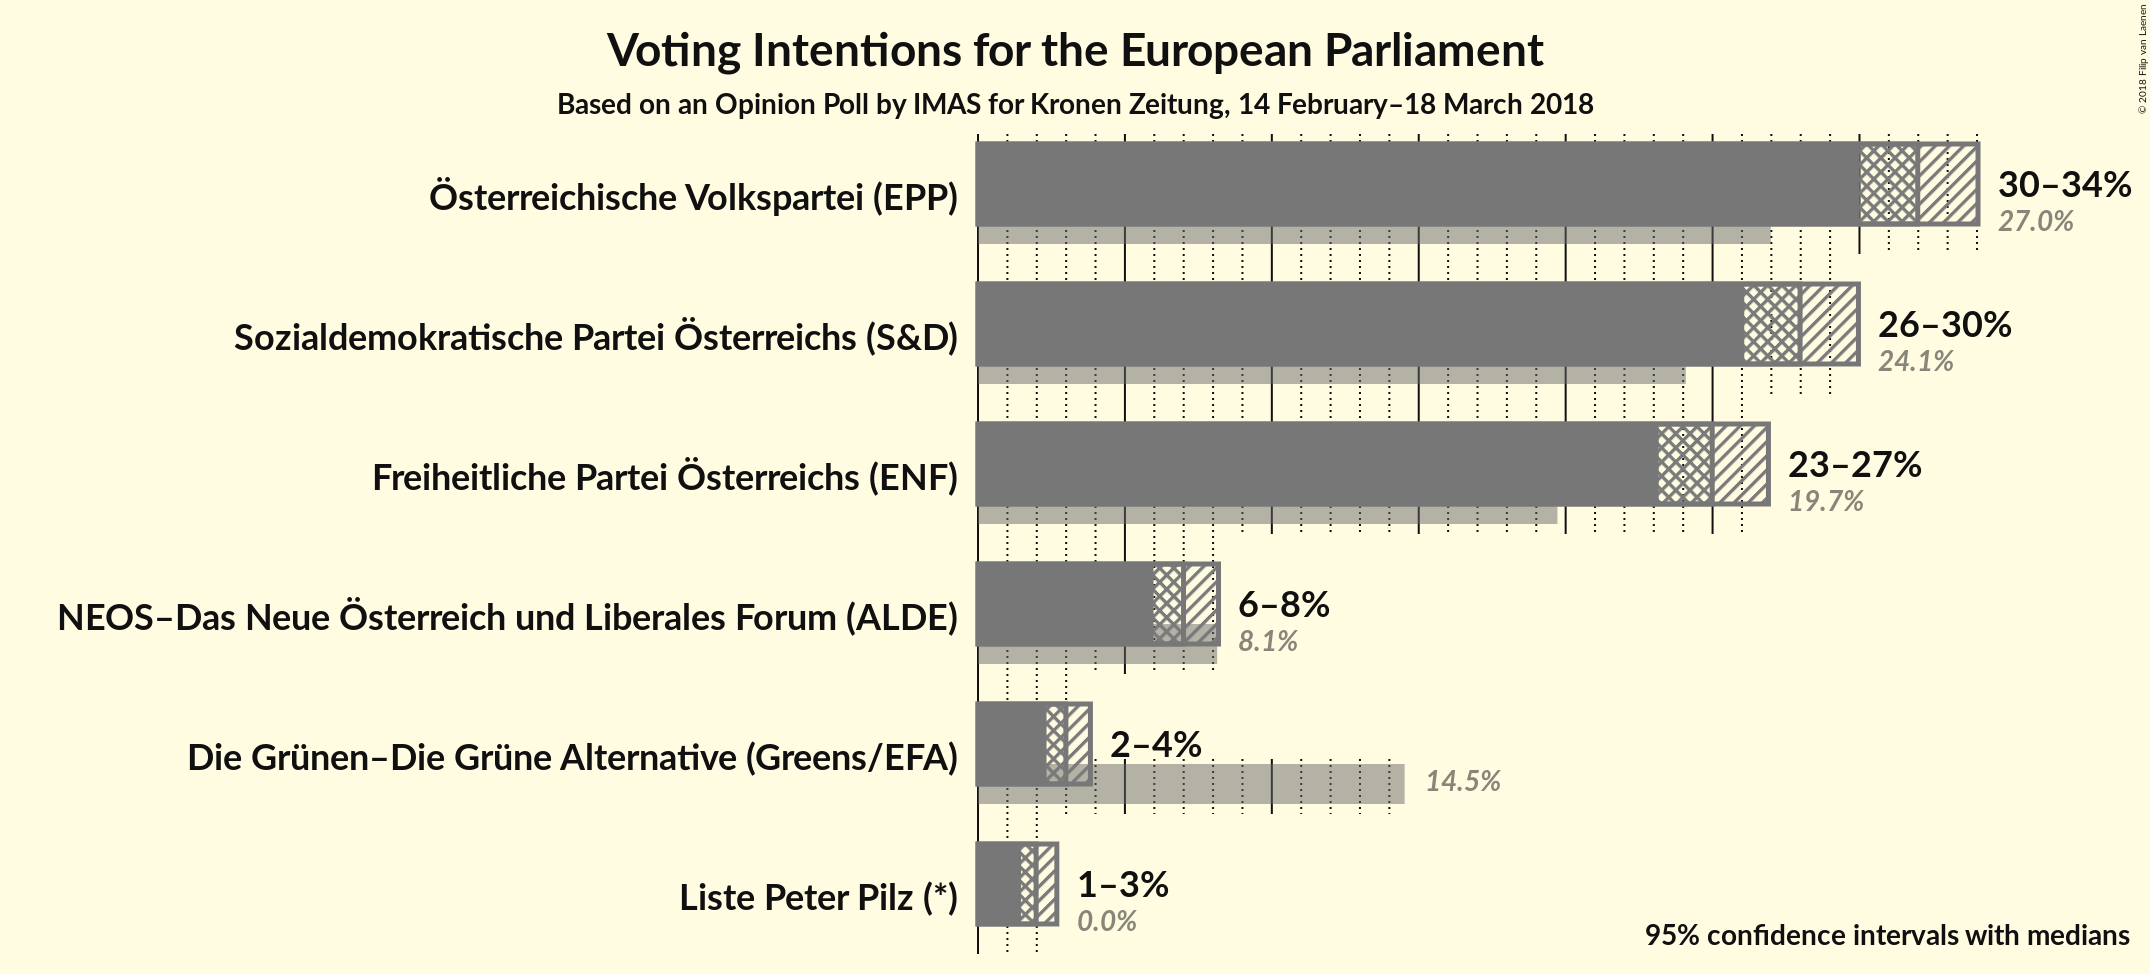 Voting Intentions for the European Parliament
Based on an Opinion Poll by IMAS for Kronen Zeitung, 14 February–18 March 2018
© 2018 Filip van Laenen
Österreichische Volkspartei (EPP)
30–34%
27.0%
Sozialdemokratische Partei Österreichs (S&D)
26–30%
24.1%
Freiheitliche Partei Österreichs (ENF)
23–27%
19.7%
NEOS–Das Neue Österreich und Liberales Forum (ALDE)
6–8%
8.1%
Die Grünen–Die Grüne Alternative (Greens/EFA)
2–4%
14.5%
Liste Peter Pilz (*)
1–3%
0.0%
95% confidence intervals with medians